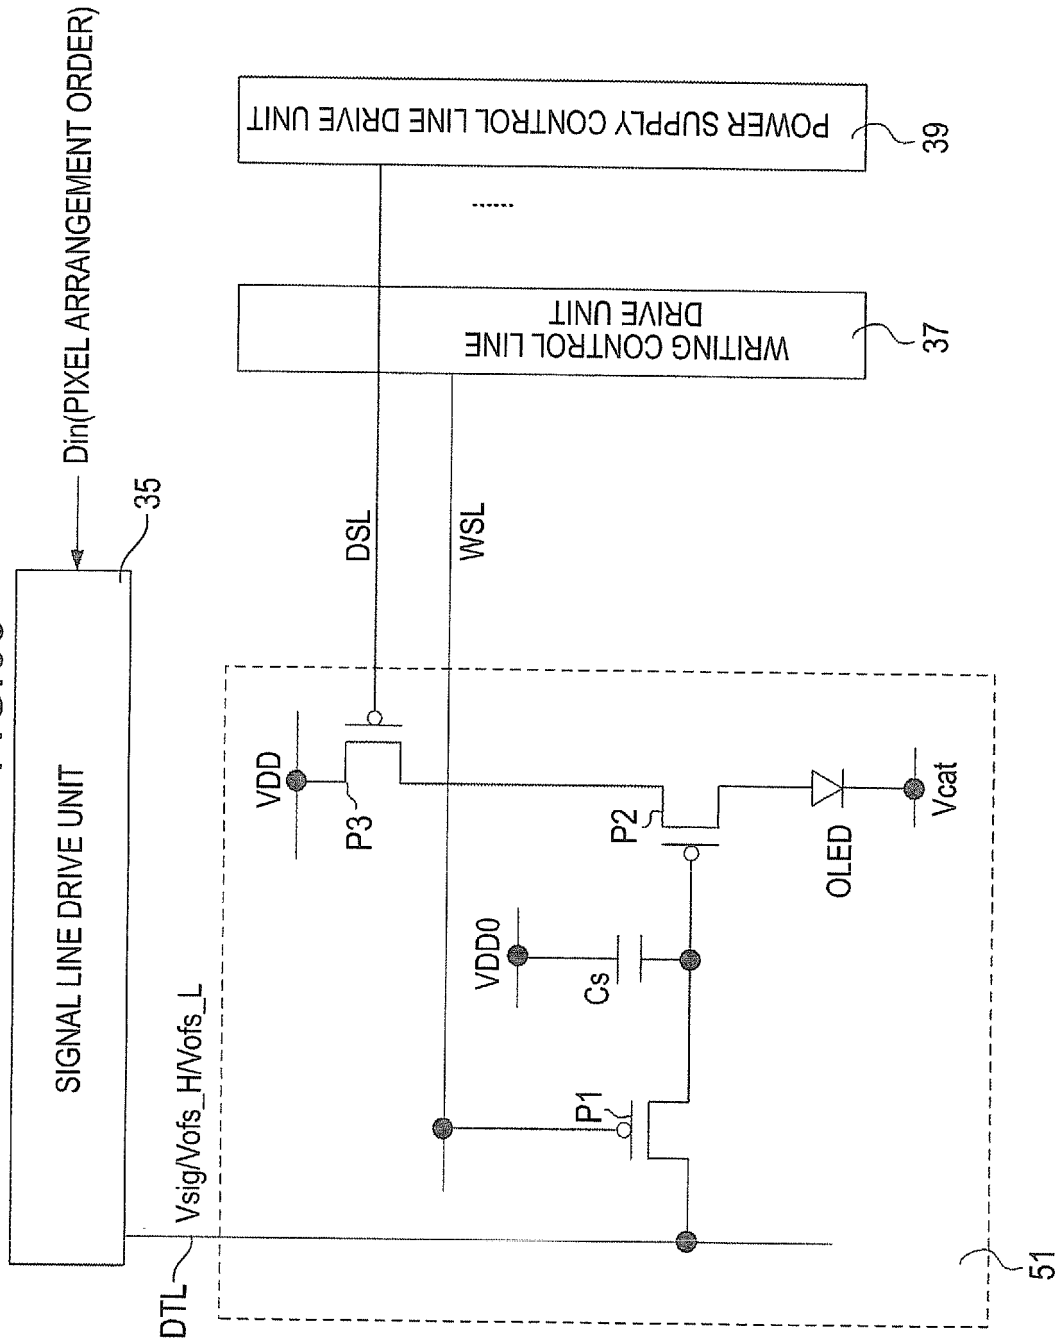 SIGNAL LINE DRIVE UNIT
35
Din(PIXEL ARRANGEMENT ORDER)
DTL
Vsig/Vofs_H/Vofs_L
VDD
DSL
P3
WSL
VDD0
Cs
P1
P2
OLED
Vcat
51
WRITING CONTROL LINE
DRIVE UNIT
37
POWER SUPPLY CONTROL LINE DRIVE UNIT
39